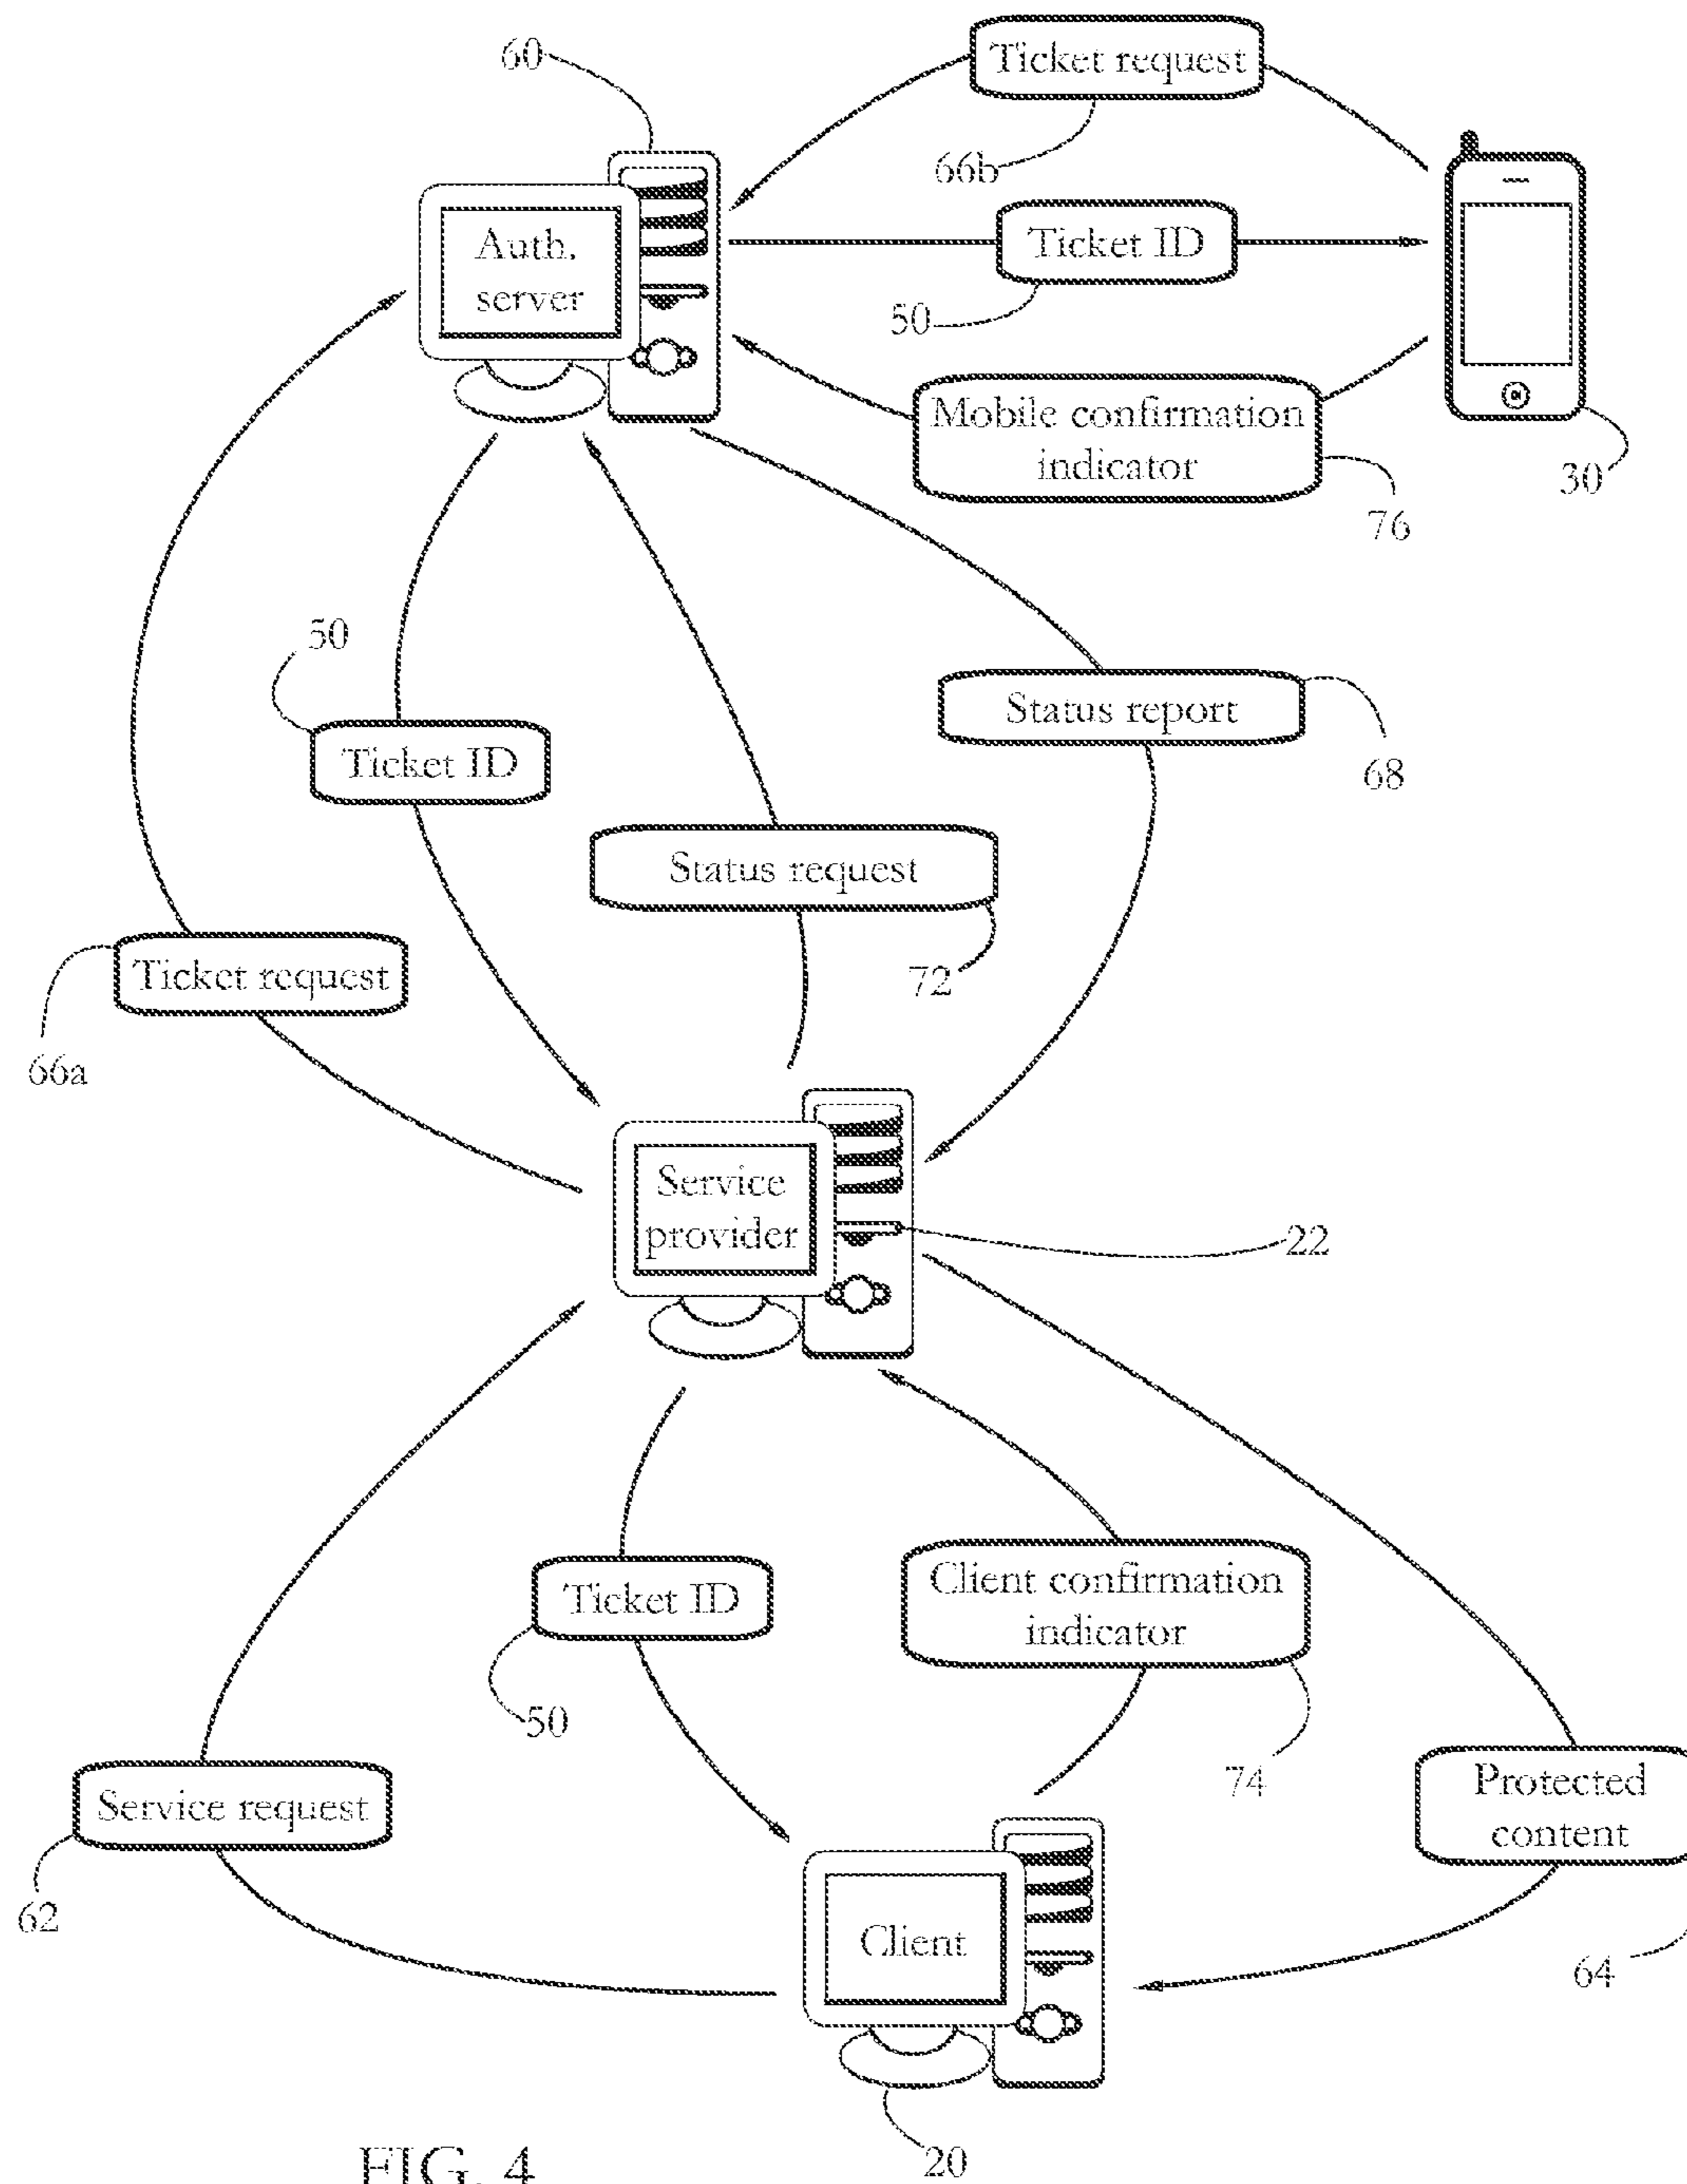 60
Ticket request
66b
Auth.
server
Ticket ID
50
Mobile confirmation
indicator
30
76
50
Status report
Ticket ID
68
Status request
72
Ticket request
66a
Service
provider
22
Ticket ID
Client confirmation
indicator
50
74
Protected
content
Service request
62
Client
64
20
FIG. 4